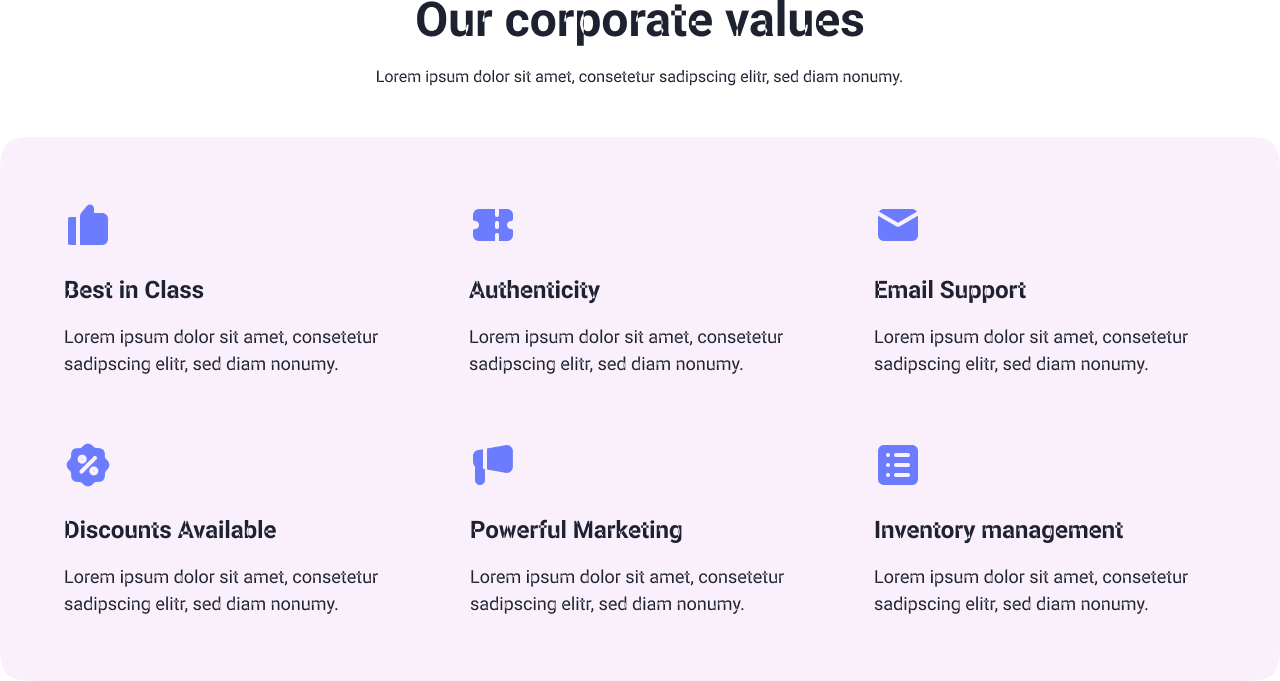 Our corporate values
Lorem ipsum dolor sit amet, consetetur sadipscing elitr, sed diam nonumy.
Best in Class
Lorem ipsum dolor sit amet, consetetur
sadipscing elitr, sed diam nonumy.
Authenticity
Lorem ipsum dolor sit amet, consetetur
sadipscing elitr, sed diam nonumy.
Email Support
Lorem ipsum dolor sit amet, consetetur
sadipscing elitr, sed diam nonumy.
Discounts Available
Lorem ipsum dolor sit amet, consetetur
sadipscing elitr, sed diam nonumy.
Powerful Marketing
Lorem ipsum dolor sit amet, consetetur
sadipscing elitr, sed diam nonumy.
Inventory management
Lorem ipsum dolor sit amet, consetetur
sadipscing elitr, sed diam nonumy.